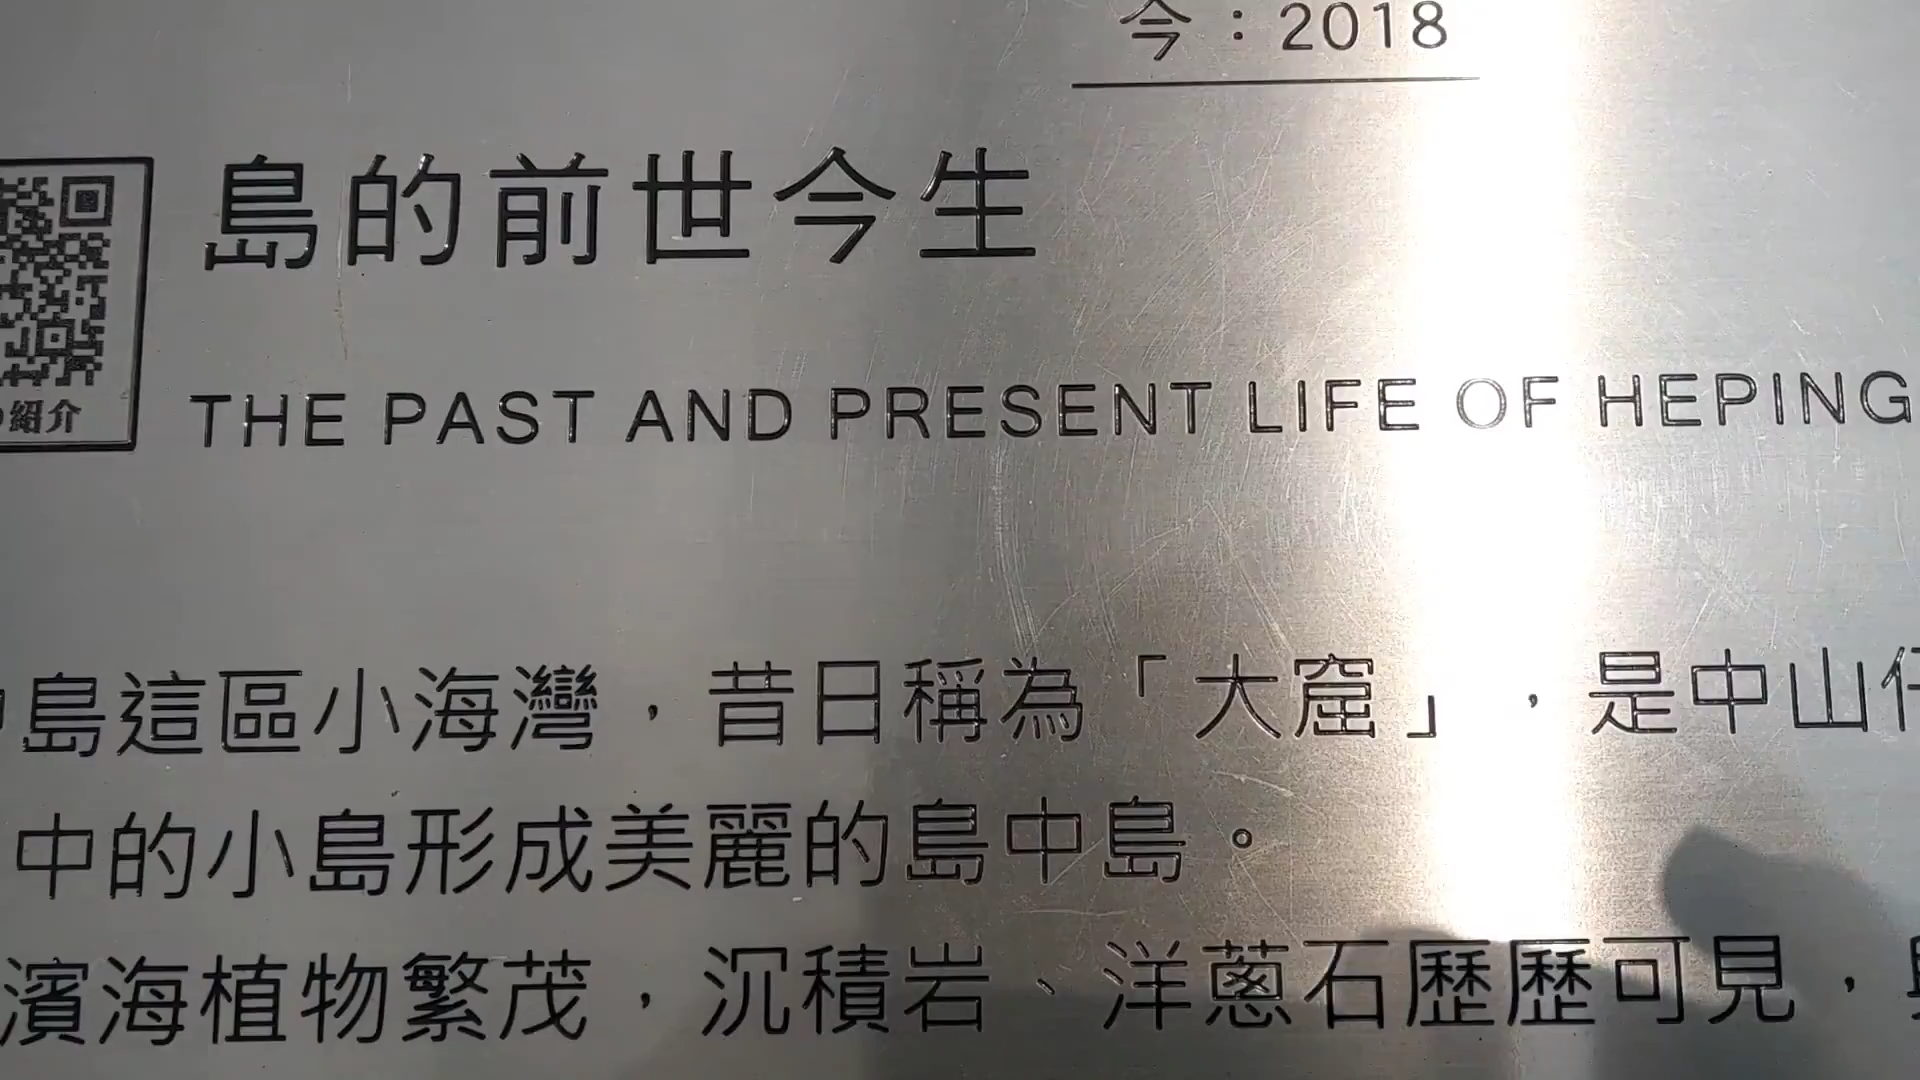 今：2018
島的前世今生
THE PAST AND PRESENT LIFE OF HEPING
紹介
島這區小海灣，昔日稱為「大窟」，是中山仔
中的小島形成美麗的島中島。
濱海植物繁茂，沉積岩、洋蔥石歷歷可見，